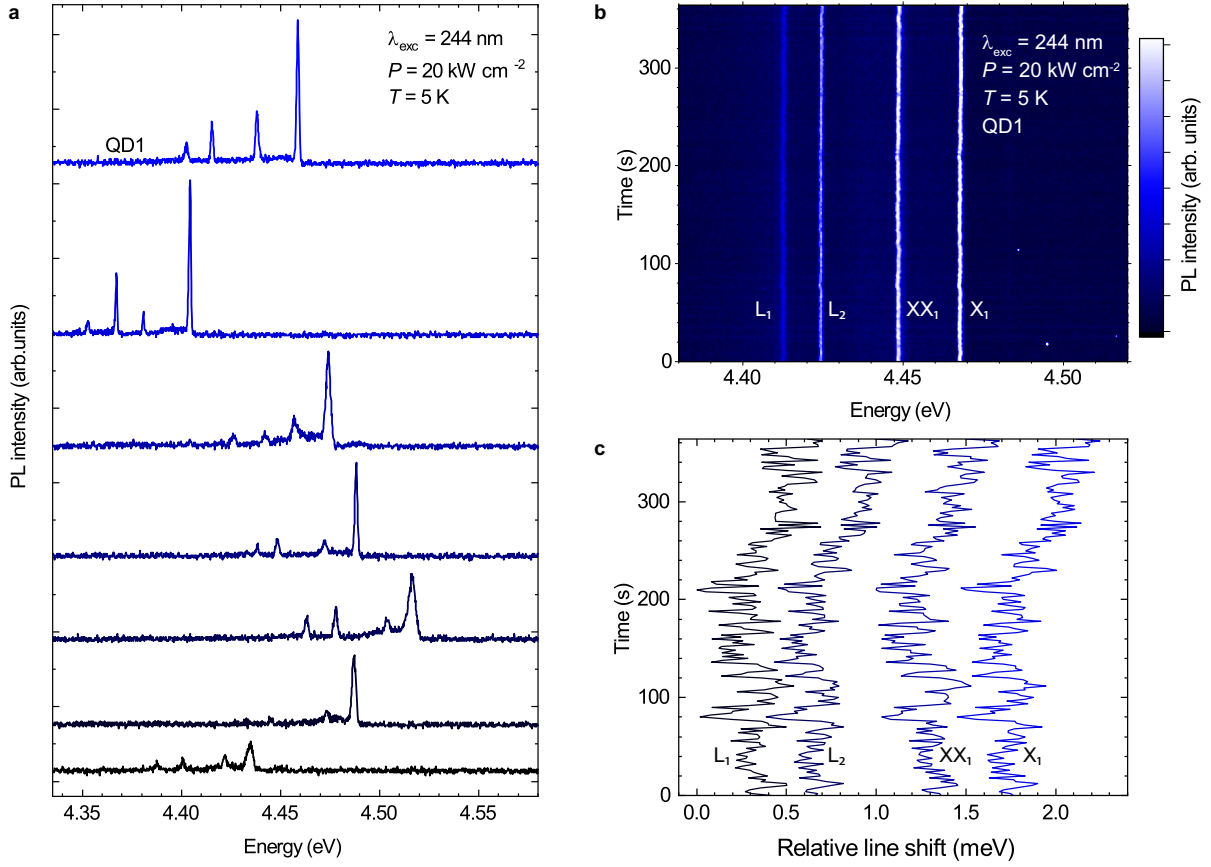 a
λexc = 244 nm
P = 20 kW cm-2
T = 5 K
QD1
PL intensity (arb.units)
4.35 4.40 4.45 4.50 4.55
Energy (eV)
b
λexc = 244 nm
P = 20 kW cm-2
T = 5 K
QD1
300
200
100
0
Time (s)
L1 L2 XX1 X1
4.40 4.45 4.50
Energy (eV)
PL intensity (arb. units)
c
300
200
100
0
Time (s)
L1 L2 XX1 X1
0.0 0.5 1.0 1.5 2.0
Relative line shift (meV)